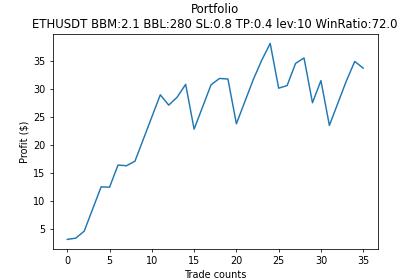 Portfolio
ETHUSDT BBM:2.1 BBL:280 SL:0.8 TP:0.4 lev:10 WinRatio:72.0
35
30
25
20
15
10
5
Profit ($)
0 5 10 15 20 25 30 35
Trade counts